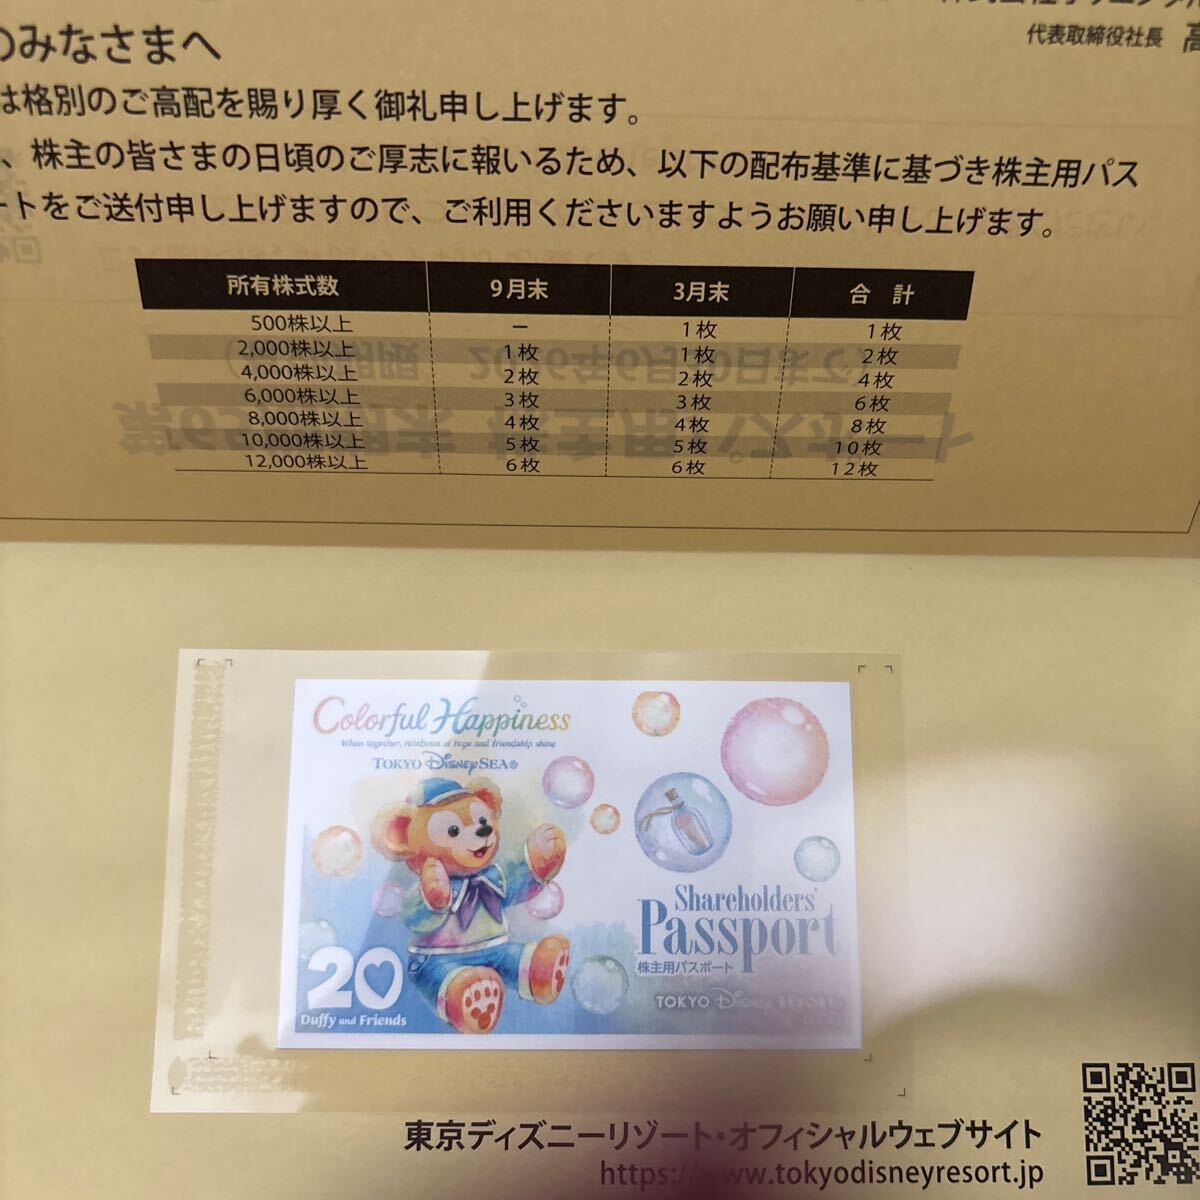 代表取締役社長
のみなさまへ
は格別のご高配を賜り厚く御礼申し上げます。
、株主の皆さまの日頃のご厚志に報いるため、以下の配布基準に基づき株主用パス
ートをご送付申し上げますので、ご利用くださいますようお願い申し上げます。
所有株式数 9月末 3月末 合 計
500株以上 － 1枚 1枚
2,000株以上 1枚 1枚 2枚
4,000株以上 2枚 2枚 4枚
6,000株以上 3枚 3枚 6枚
8,000株以上 4枚 4枚 8枚
10,000株以上 5枚 5枚 10枚
12,000株以上 6枚 6枚 12枚
Colorful Happiness
When together, rainbows of hope and friendship shine
TOKYO DisneySEA®
20
Duffy and Friends
Shareholders'
Passport
株主用パスポート
TOKYO Disney RESORT
東京ディズニーリゾート・オフィシャルウェブサイト
https://www.tokyodisneyresort.jp